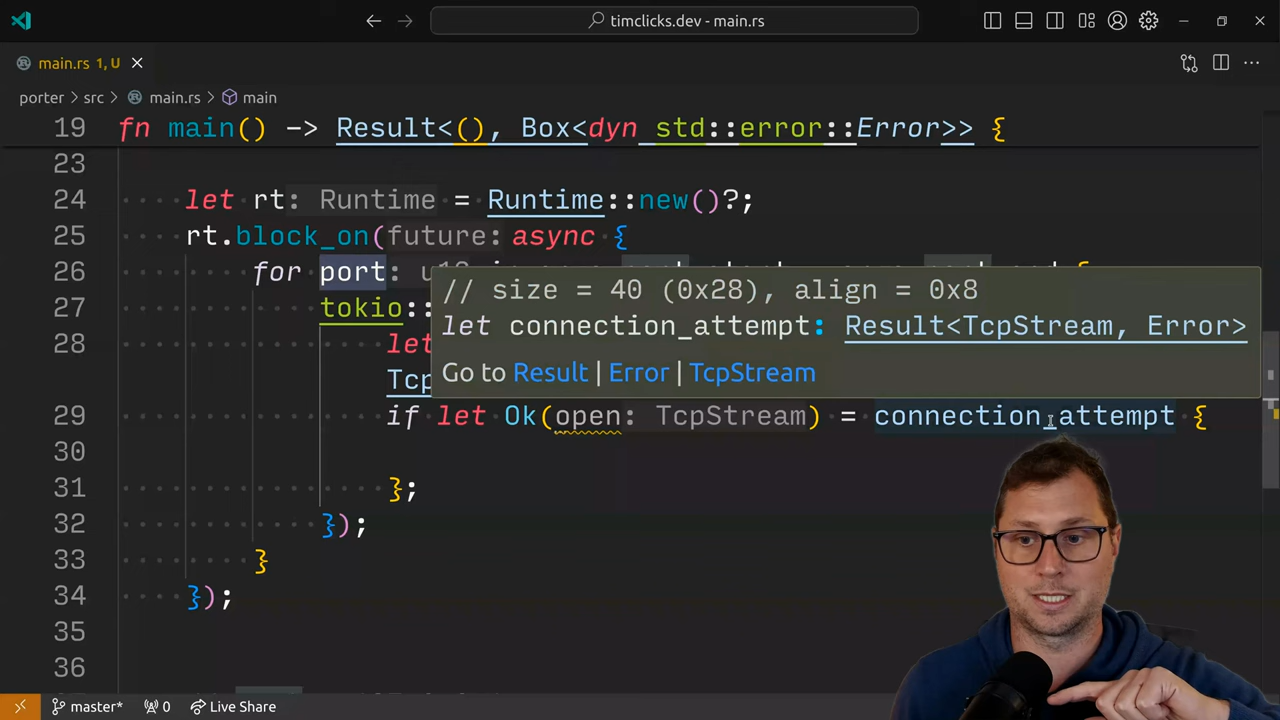 timclicks.dev - main.rs
main.rs 1, U
porter > src > main.rs > main
19 fn main() -> Result<(), Box<dyn std::error::Error>> {
23
24 let rt: Runtime = Runtime::new()?;
25 rt.block_on(future: async {
26 for port:
// size = 40 (0x28), align = 0x8
27 tokio::
let connection_attempt: Result<TcpStream, Error>
28 let
Go to Result | Error | TcpStream
Tcp
29 if let Ok(open: TcpStream) = connection_attempt {
30
31 };
32 });
33 }
34 });
35
36
master* 0 Live Share